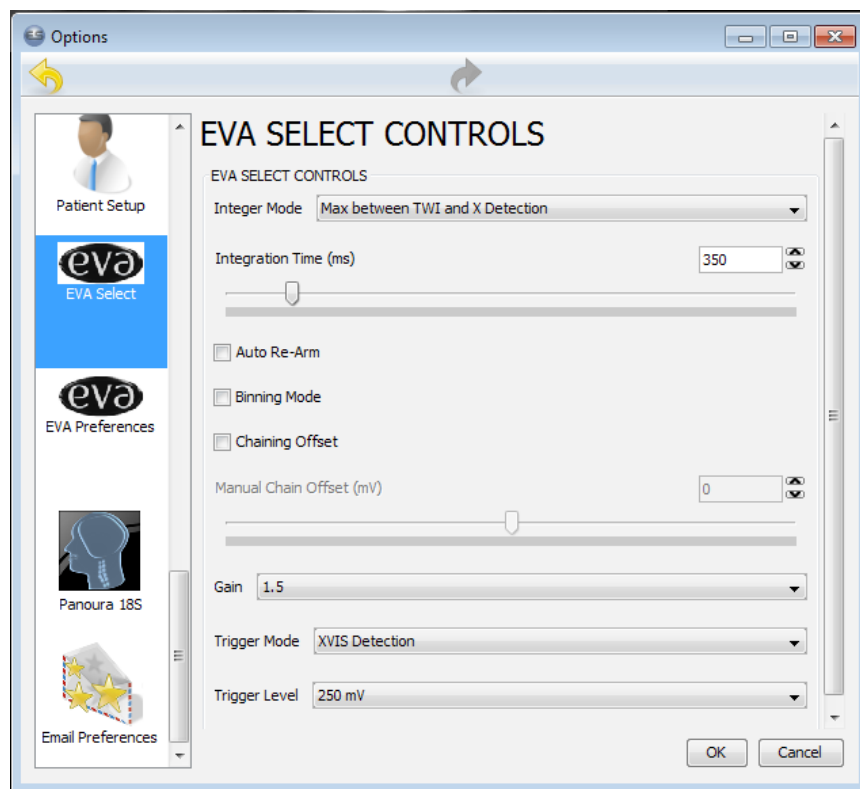 Options
Patient Setup
eva
EVA Select
eva
EVA Preferences
Panoura 18S
Email Preferences
EVA SELECT CONTROLS
EVA SELECT CONTROLS
Integer Mode Max between TWI and X Detection
Integration Time (ms) 350
Auto Re-Arm
Binning Mode
Chaining Offset
Manual Chain Offset (mV) 0
Gain 1.5
Trigger Mode XVIS Detection
Trigger Level 250 mV
OK Cancel